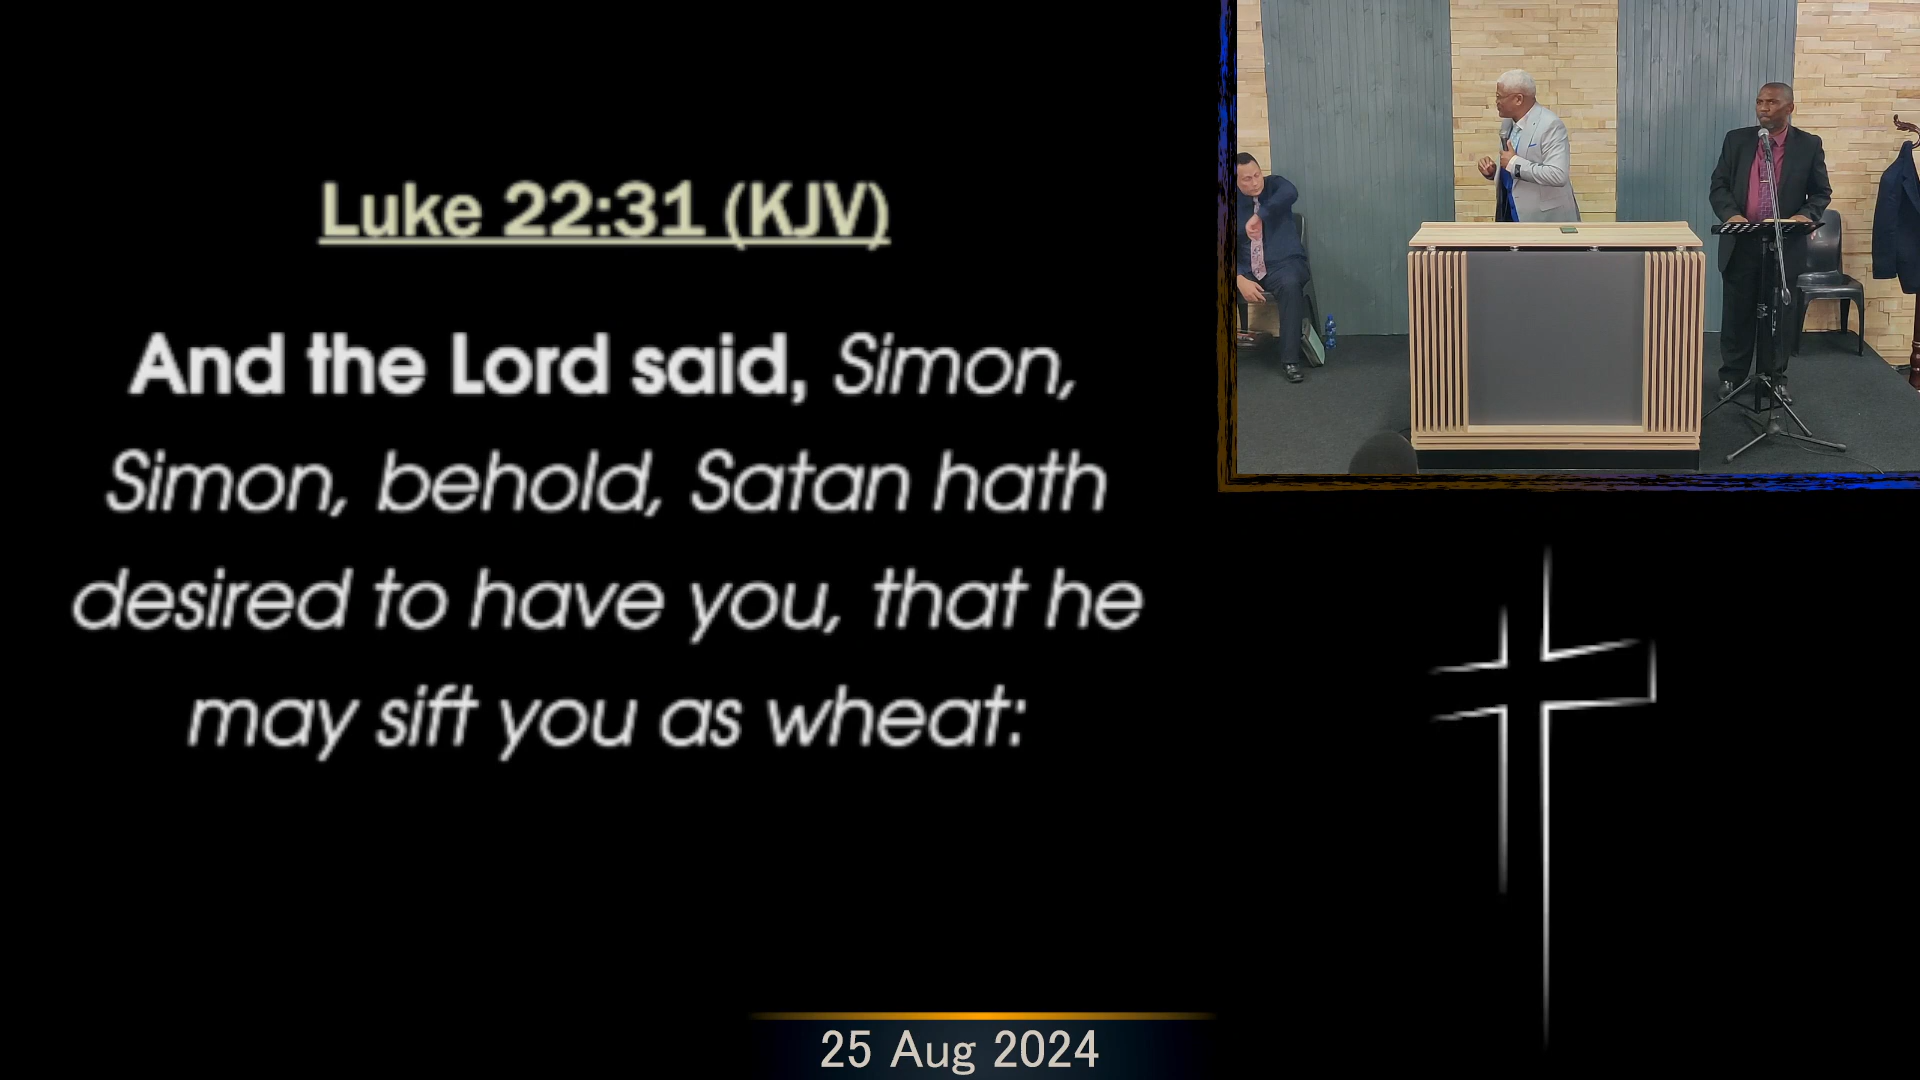 Luke 22:31 (KJV)
And the Lord said, Simon,
Simon, behold, Satan hath
desired to have you, that he
may sift you as wheat:
25 Aug 2024